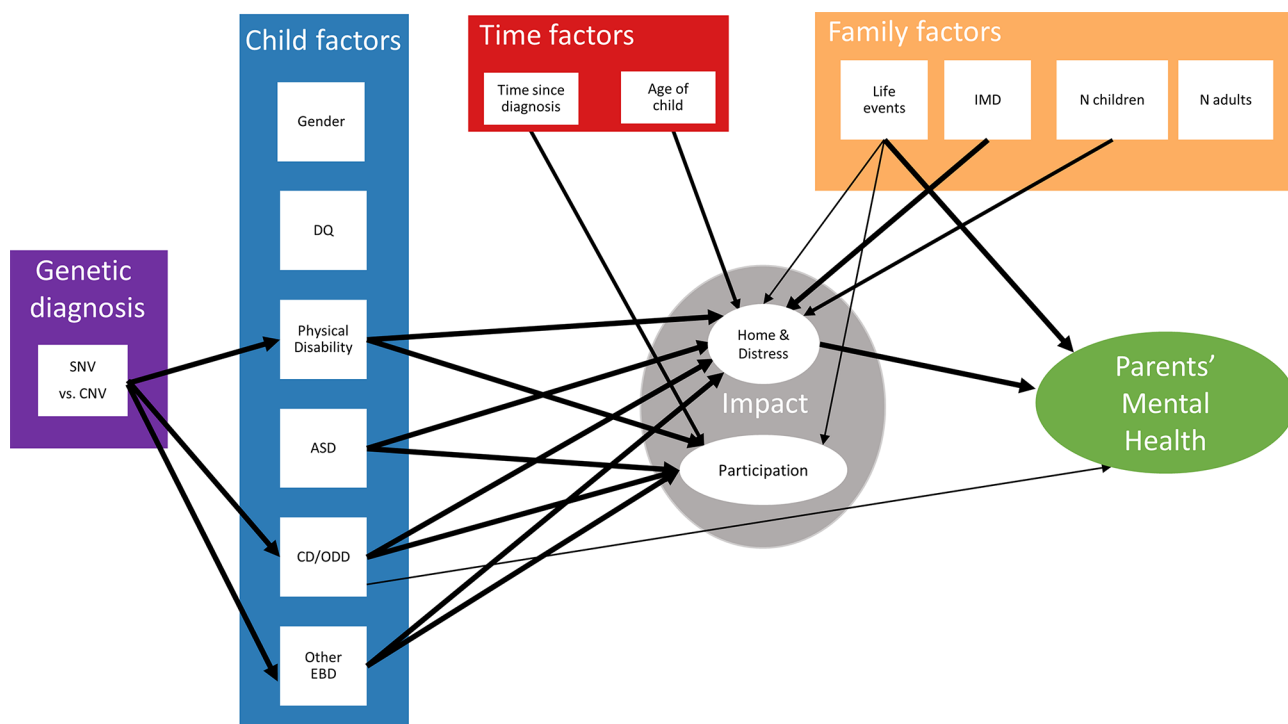 Child factors
Gender
DQ
Physical
Disability
ASD
CD/ODD
Other
EBD
Time factors
Time since
diagnosis
Age of
child
Family factors
Life
events
IMD
N children
N adults
Genetic
diagnosis
SNV
vs. CNV
Home &
Distress
Impact
Participation
Parents’
Mental
Health